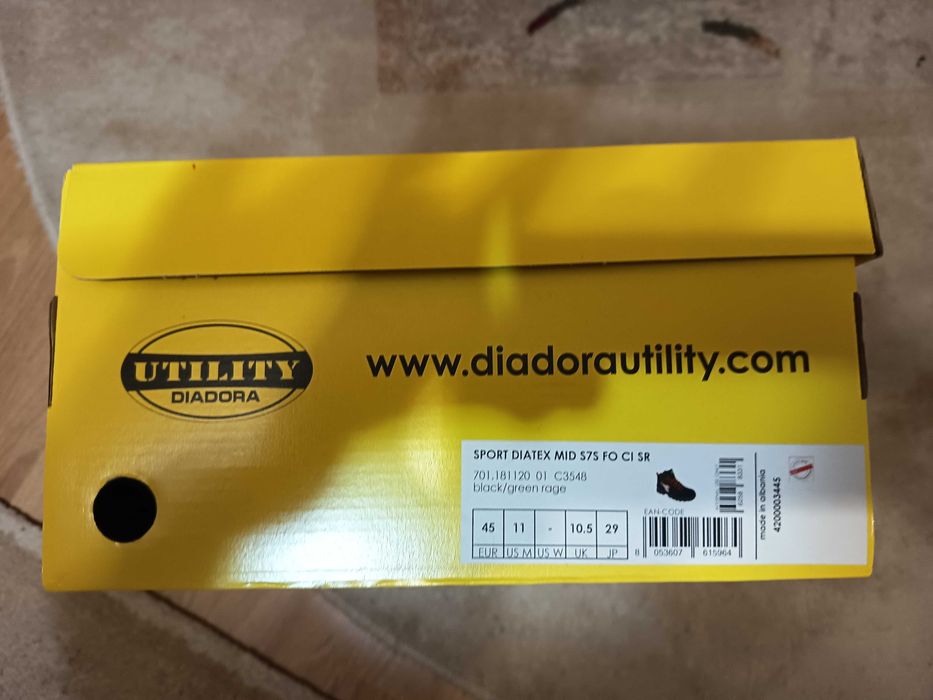 UTILITY
DIADORA
www.diadorautility.com
SPORT DIATEX MID S7S FO CI SR
701.181120 01 C3548
black/green rage
45 11 - 10.5 29
EUR US M US W UK JP
EAN-CODE
8 053607 615964
made in albania
4200003445